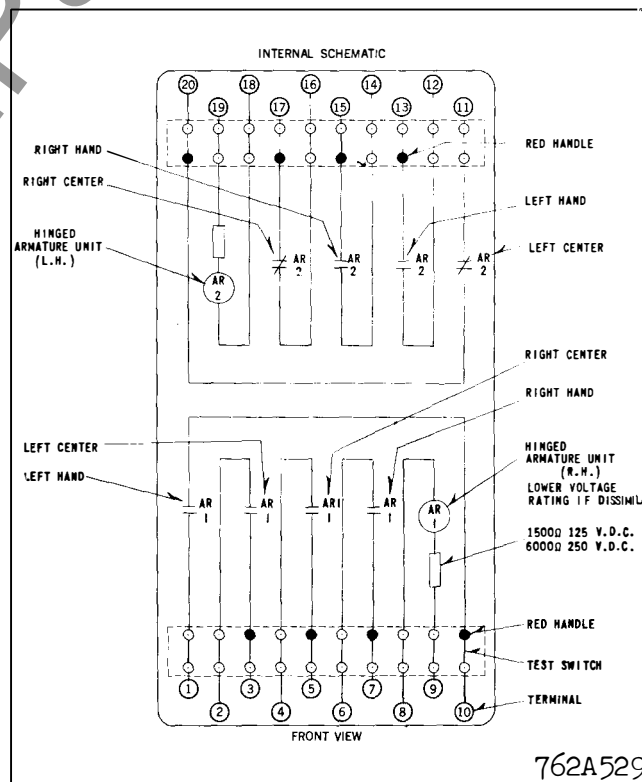 INTERNAL SCHEMATIC
20 18 16 14 12
19 17 15 13 11
RIGHT HAND
RED HANDLE
RIGHT CENTER
LEFT HAND
HINGED
ARMATURE UNIT
(L.H.)
LEFT CENTER
AR
2
AR
2
AR
2
AR
2
AR
2
RIGHT CENTER
RIGHT HAND
LEFT CENTER
LEFT HAND
HINGED
ARMATURE UNIT
(R.H.)
LOWER VOLTAGE
RATING IF DISSIMIL
AR
1
AR
1
AR
1
AR
1
AR
1
1500Ω 125 V.D.C.
6000Ω 250 V.D.C.
RED HANDLE
TEST SWITCH
TERMINAL
1 3 5 7 9
2 4 6 8 10
FRONT VIEW
762A529